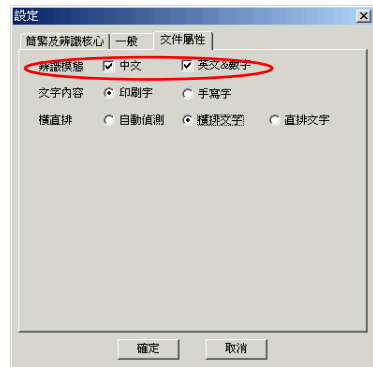 設定
簡繁及辨識核心 一般 文件屬性
辨識模態 中文 英文&數字
文字內容 印刷字 手寫字
橫直排 自動偵測 橫排文字 直排文字
確定 取消